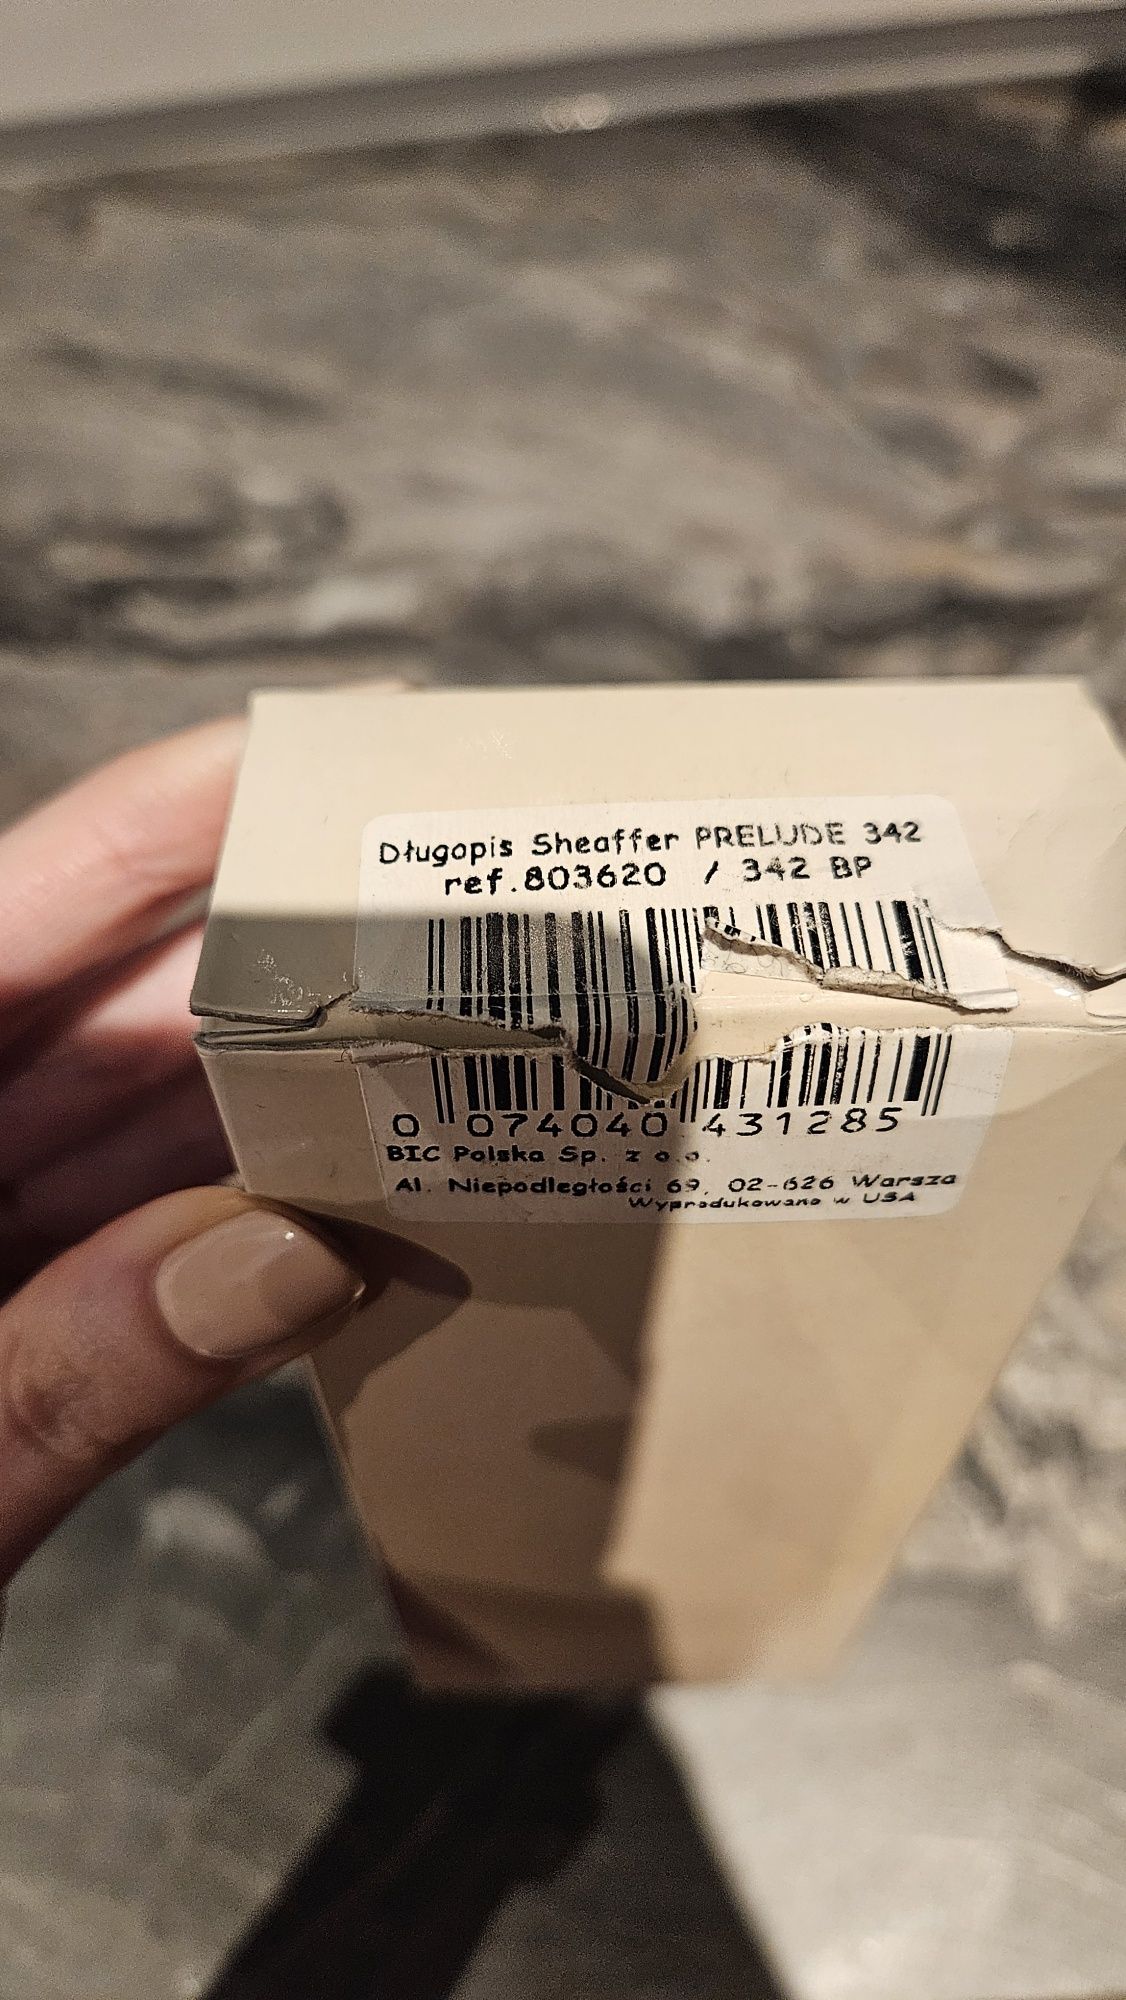 Długopis Sheaffer PRELUDE 342
ref.803620 / 342 BP
0 074040 431285
BIC Polska Sp. z o.o.
Al. Niepodległości 69, 02-626 Warsza
Wyprodukowano w USA